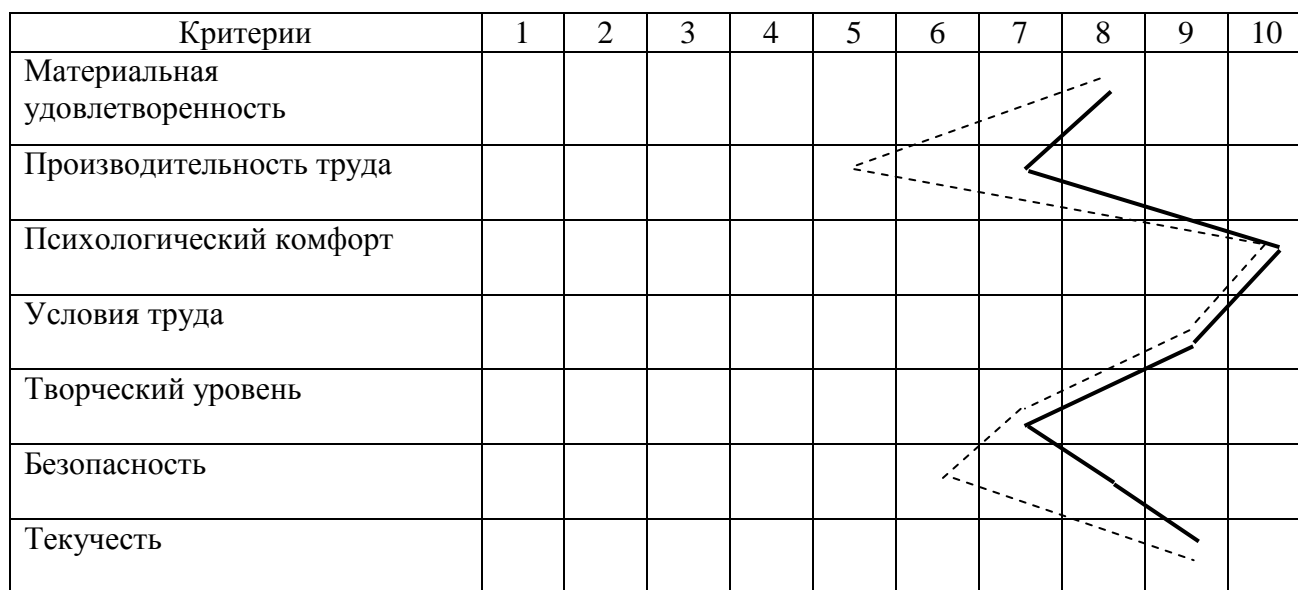 Критерии 1 2 3 4 5 6 7 8 9 10
Материальная
удовлетворенность
Производительность труда
Психологический комфорт
Условия труда
Творческий уровень
Безопасность
Текучесть